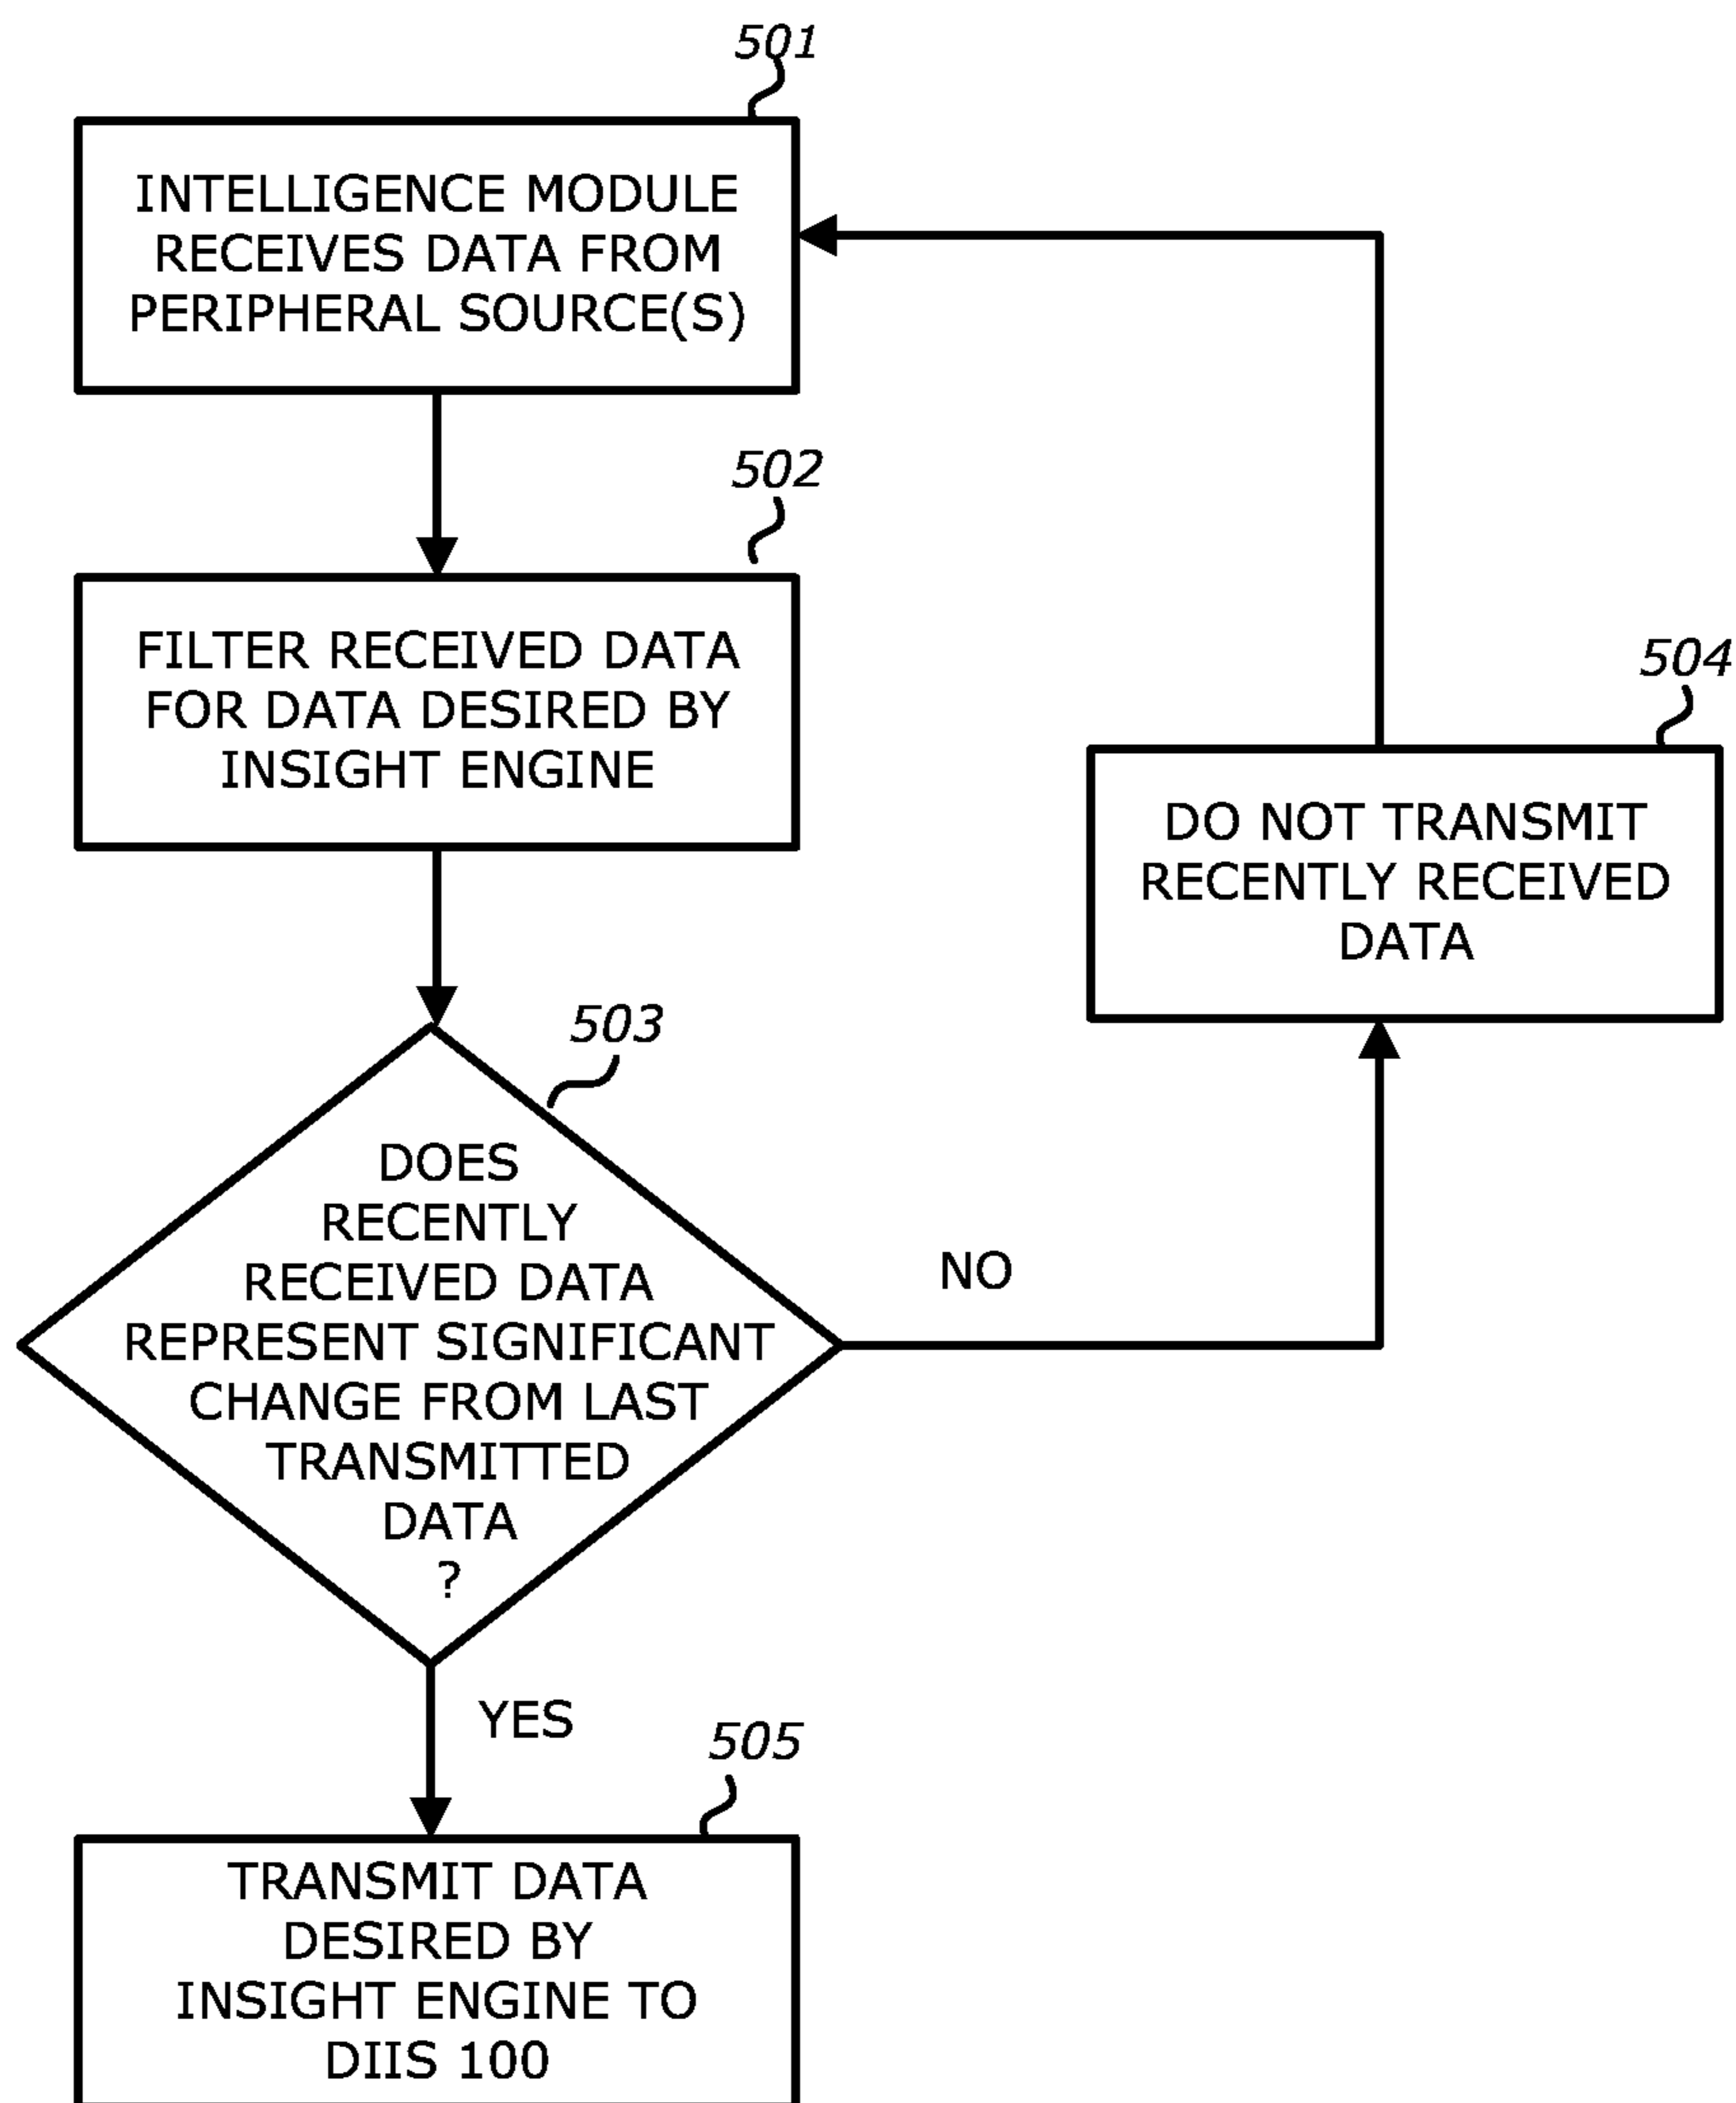 501
INTELLIGENCE MODULE
RECEIVES DATA FROM
PERIPHERAL SOURCE(S)
502
FILTER RECEIVED DATA
FOR DATA DESIRED BY
INSIGHT ENGINE
504
DO NOT TRANSMIT
RECENTLY RECEIVED
DATA
503
DOES
RECENTLY
RECEIVED DATA
REPRESENT SIGNIFICANT
CHANGE FROM LAST
TRANSMITTED
DATA
?
NO
YES
505
TRANSMIT DATA
DESIRED BY
INSIGHT ENGINE TO
DIIS 100